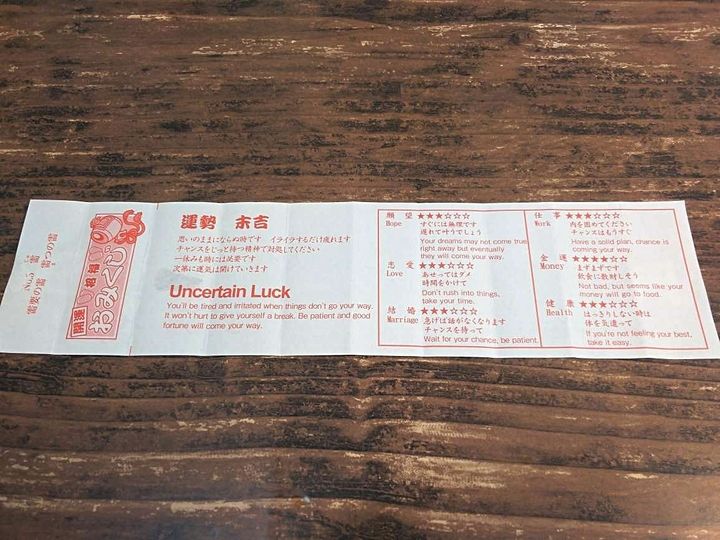 No.5
開運 招福
おみくじ
運勢 末吉
思いのままにならぬ時です イライラするだけ疲れます
チャンスをじっと待つ精神で対処してください
一休みも時には必要です
次第に運気は開けていきます
Uncertain Luck
You'll be tired and irritated when things don't go your way.
It won't hurt to give yourself a break. Be patient and good
fortune will come your way.
願望 ★★★☆☆☆
Hope すぐには無理です
遅れて叶うでしょう
Your dreams may not come true
right away but eventually
they will come your way.
恋愛 ★★★☆☆☆
Love あせってはダメ
時間をかけて
Don't rush into things,
take your time.
結婚 ★★★☆☆☆
Marriage 急げば話がなくなります
チャンスを待って
Wait for your chance, be patient.
仕事 ★★★☆☆☆
Work 内を固めてください
チャンスはもうすぐ
Have a solid plan, chance is
coming your way.
金運 ★★★★☆☆
Money まずまずです
飲食に散財しそう
Not bad, but seems like your
money will go to food.
健康 ★★★☆☆☆
Health はっきりしない時は
体を気遣って
If you're not feeling your best,
take it easy.